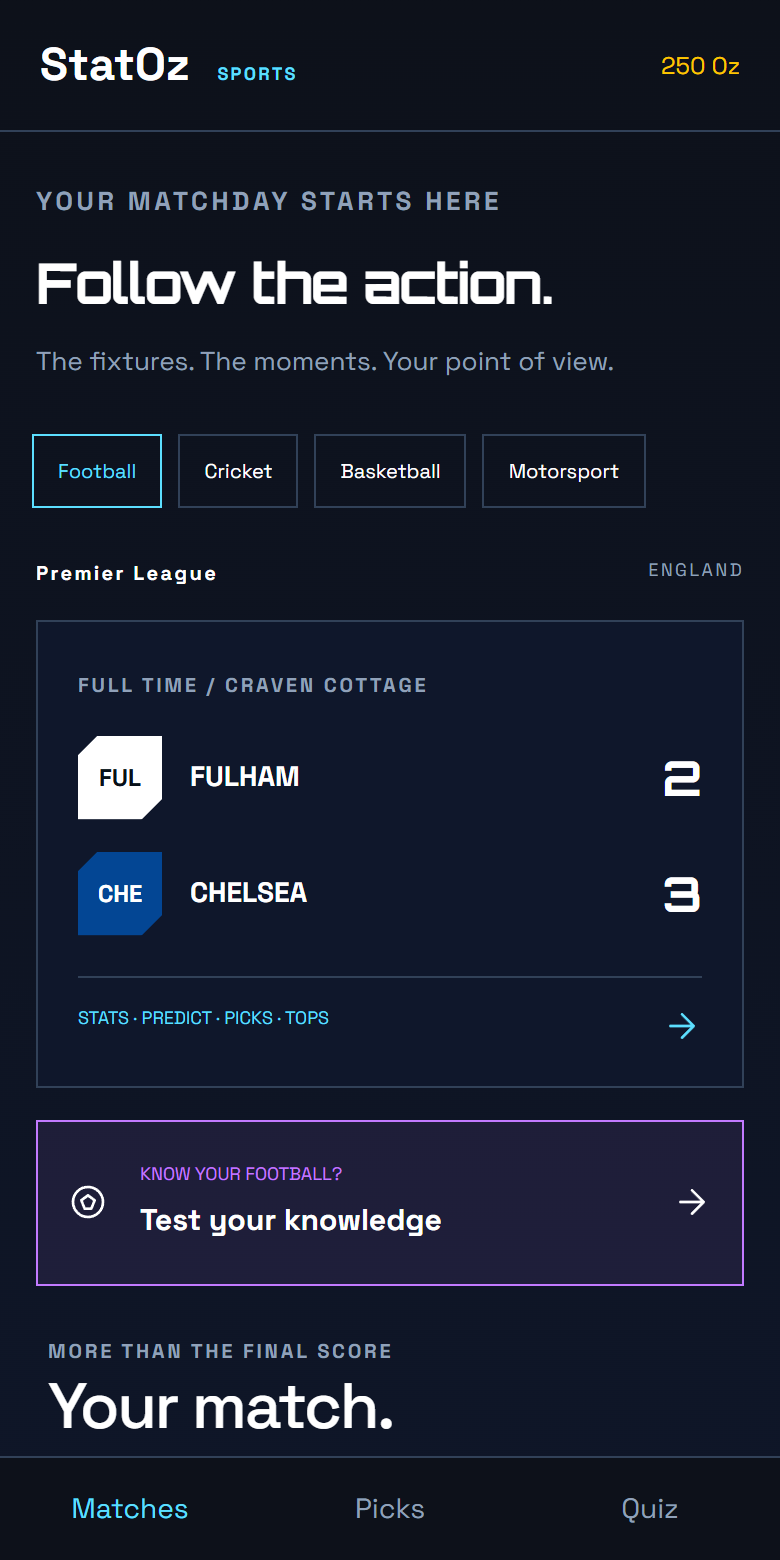 StatOz SPORTS 250 Oz
YOUR MATCHDAY STARTS HERE
Follow the action.
The fixtures. The moments. Your point of view.
Football Cricket Basketball Motorsport
Premier League ENGLAND
FULL TIME / CRAVEN COTTAGE
FUL FULHAM 2
CHE CHELSEA 3
STATS · PREDICT · PICKS · TOPS
KNOW YOUR FOOTBALL?
Test your knowledge
MORE THAN THE FINAL SCORE
Your match.
Matches Picks Quiz